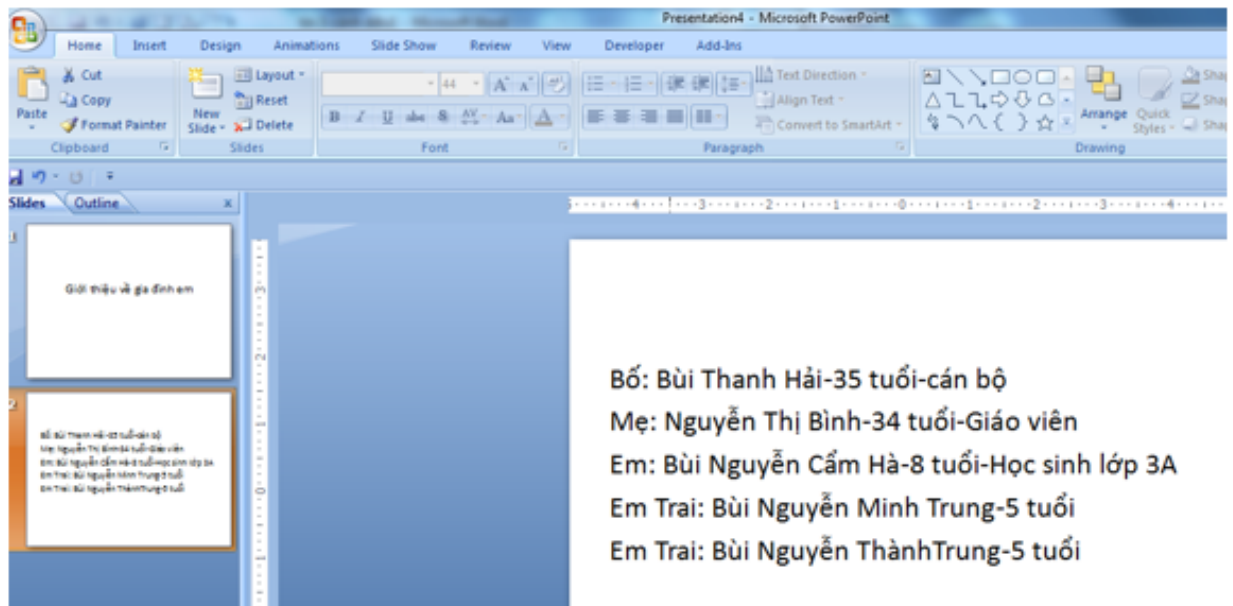 Presentation4 - Microsoft PowerPoint
Home Insert Design Animations Slide Show Review View Developer Add-Ins
Paste
Cut
Copy
Format Painter
Clipboard
New Slide
Layout
Reset
Delete
Slides
44
Font
Text Direction
Align Text
Convert to SmartArt
Paragraph
Arrange
Quick Styles
Drawing
Slides Outline
Giới thiệu về gia đình em
Bố: Bùi Thanh Hải-35 tuổi-cán bộ
Mẹ: Nguyễn Thị Bình-34 tuổi-Giáo viên
Em: Bùi Nguyễn Cẩm Hà-8 tuổi-Học sinh lớp 3A
Em Trai: Bùi Nguyễn Minh Trung-5 tuổi
Em Trai: Bùi Nguyễn ThànhTrung-5 tuổi